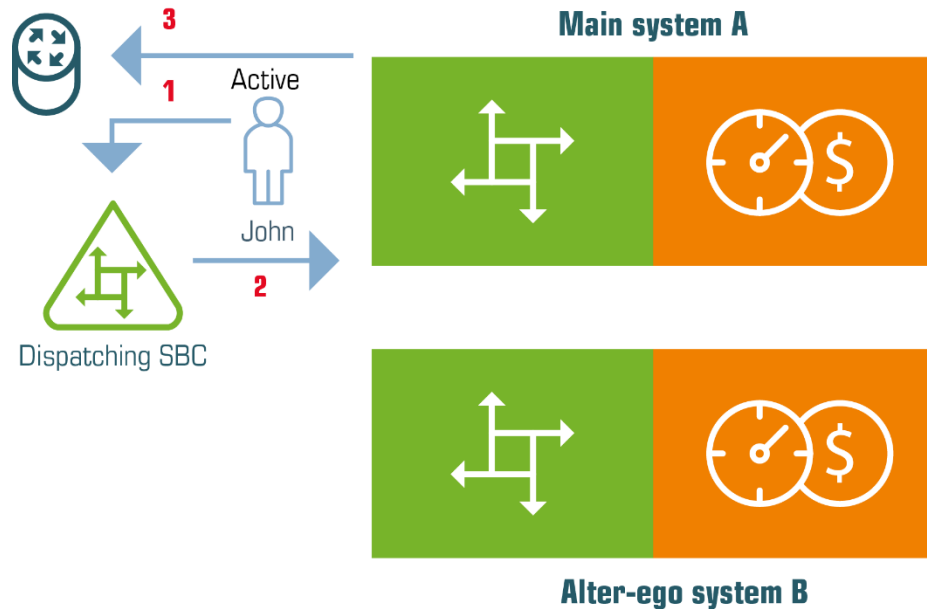 Main system A
3
1
Active
John
2
Dispatching SBC
$
$
Alter-ego system B